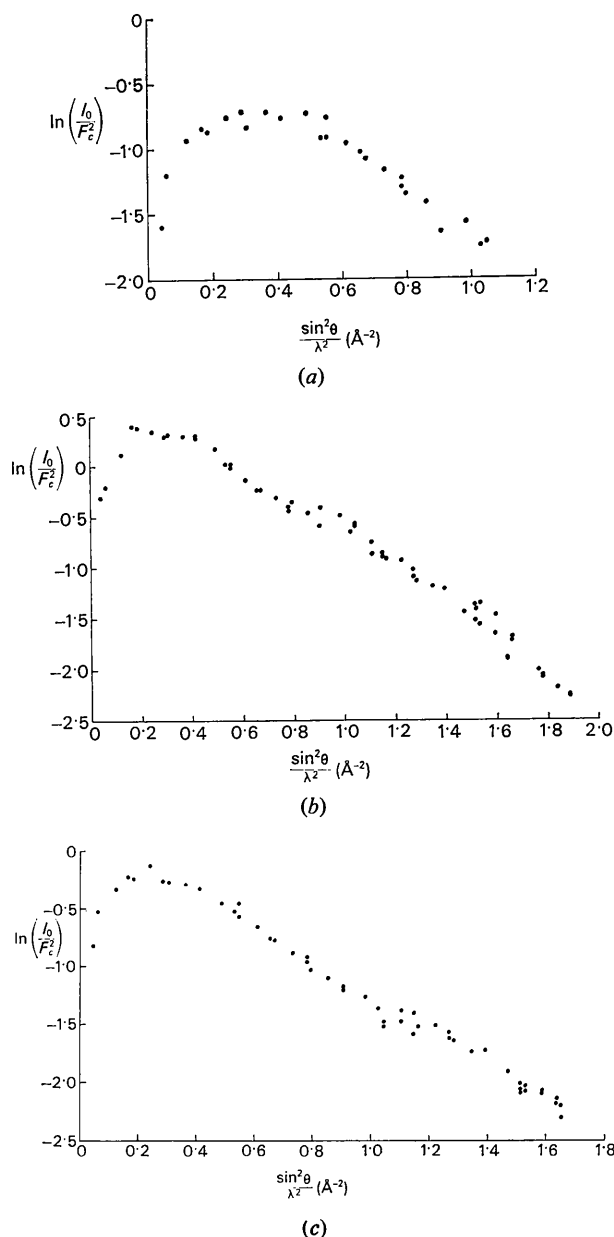 0
−0·5
ln (I₀/F_c²)
−1·0
−1·5
−2·0
0 0·2 0·4 0·6 0·8 1·0 1·2
sin²θ/λ² (Å⁻²)
(a)
0·5
0
ln (I₀/F_c²)
−0·5
−1·0
−1·5
−2·0
−2·5
0 0·2 0·4 0·6 0·8 1·0 1·2 1·4 1·6 1·8 2·0
sin²θ/λ² (Å⁻²)
(b)
0
−0·5
ln (I₀/F_c²)
−1·0
−1·5
−2·0
−2·5
0 0·2 0·4 0·6 0·8 1·0 1·2 1·4 1·6 1·8
sin²θ/λ² (Å⁻²)
(c)